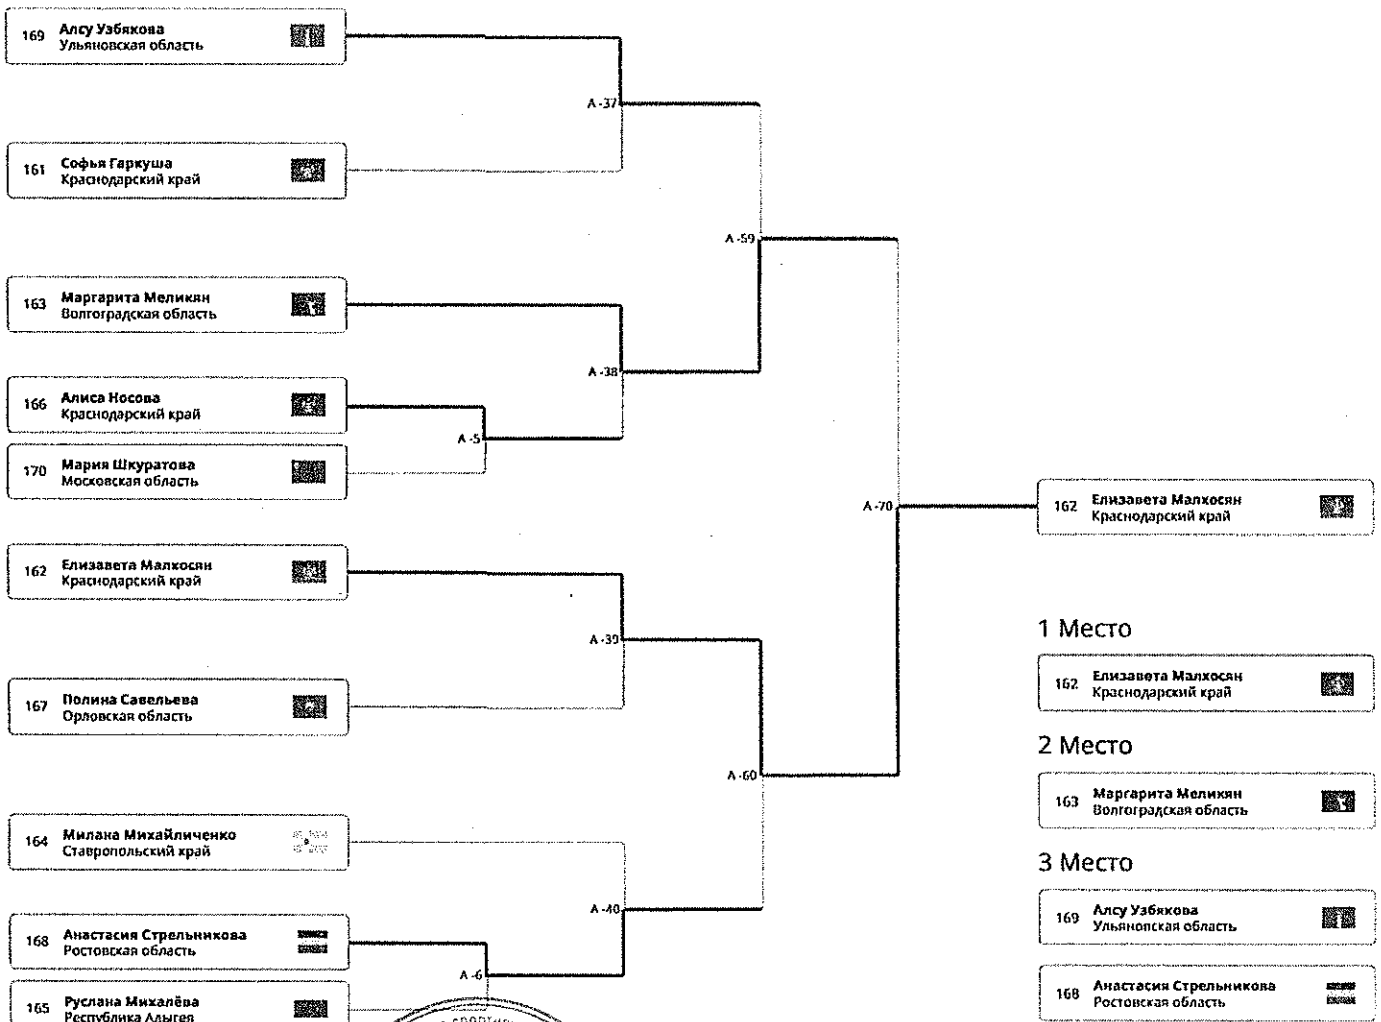 169 Алсу Узбякова
Ульяновская область
A -37
161 Софья Гаркуша
Краснодарский край
A -59
163 Маргарита Меликян
Волгоградская область
A -38
166 Алиса Носова
Краснодарский край
A -5
170 Мария Шкуратова
Московская область
A -70
162 Елизавета Малхосян
Краснодарский край
162 Елизавета Малхосян
Краснодарский край
A -39
1 Место
162 Елизавета Малхосян
Краснодарский край
167 Полина Савельева
Орловская область
2 Место
A -60
163 Маргарита Меликян
Волгоградская область
164 Милана Михайличенко
Ставропольский край
3 Место
A -40
169 Алсу Узбякова
Ульяновская область
168 Анастасия Стрельникова
Ростовская область
A -6
168 Анастасия Стрельникова
Ростовская область
165 Руслана Михалёва
Республика Адыгея